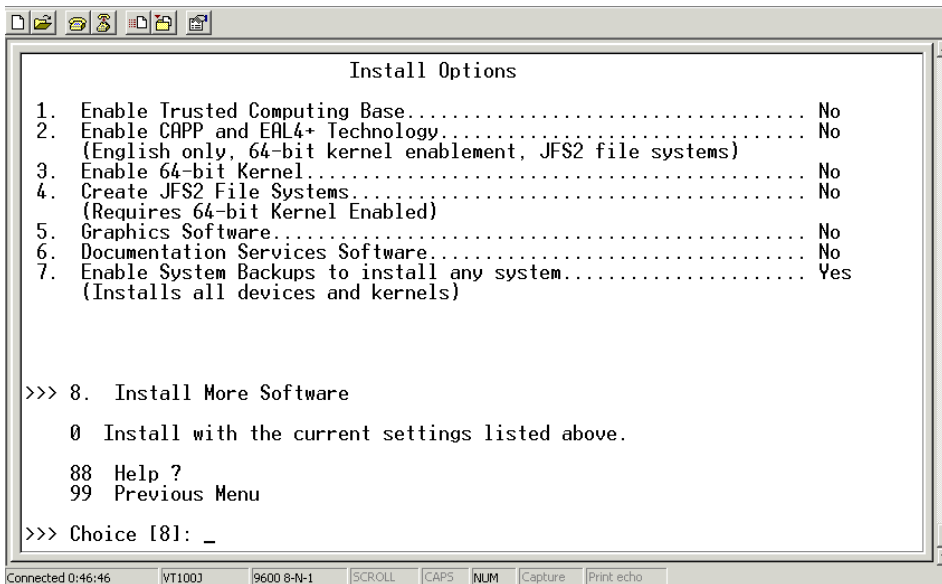 Install Options
1. Enable Trusted Computing Base.................................... No
2. Enable CAPP and EAL4+ Technology................................. No
(English only, 64-bit kernel enablement, JFS2 file systems)
3. Enable 64-bit Kernel............................................. No
4. Create JFS2 File Systems......................................... No
(Requires 64-bit Kernel Enabled)
5. Graphics Software................................................ No
6. Documentation Services Software.................................. No
7. Enable System Backups to install any system...................... Yes
(Installs all devices and kernels)
>>> 8. Install More Software
0 Install with the current settings listed above.
88 Help ?
99 Previous Menu
>>> Choice [8]: _
Connected 0:46:46 VT100J 9600 8-N-1 SCROLL CAPS NUM Capture Print echo